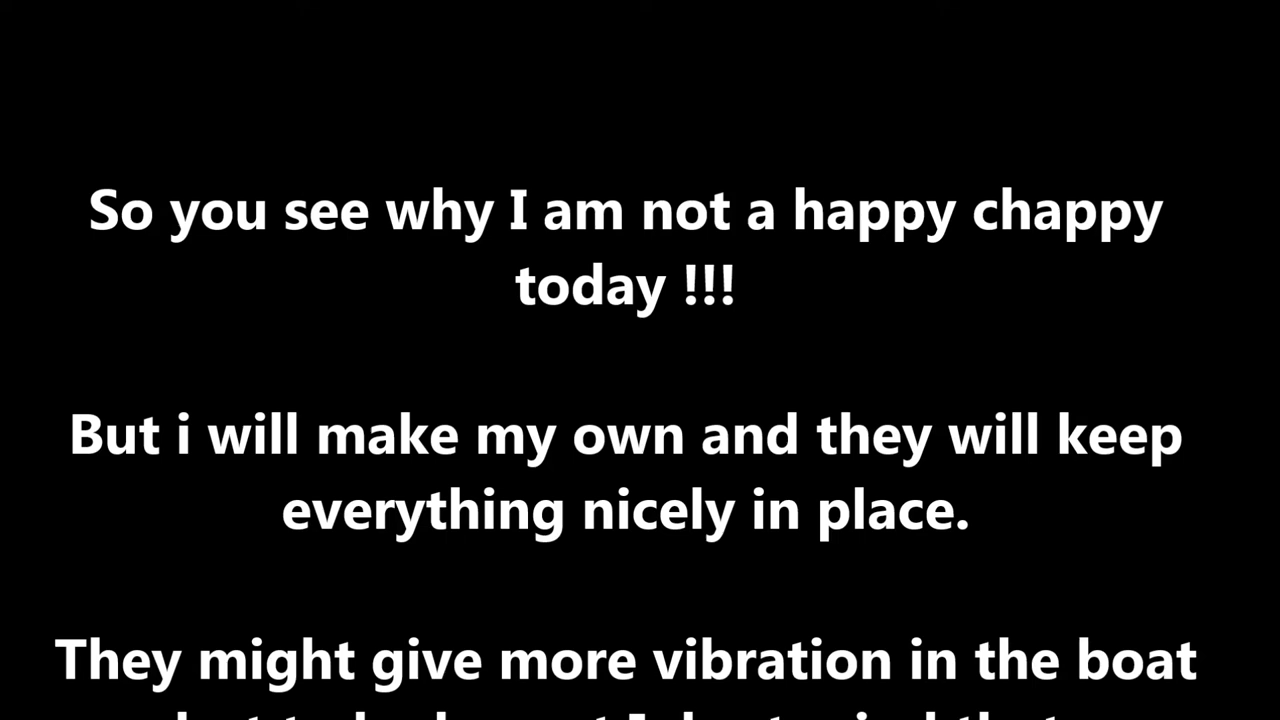 So you see why I am not a happy chappy
today !!!
But i will make my own and they will keep
everything nicely in place.
They might give more vibration in the boat